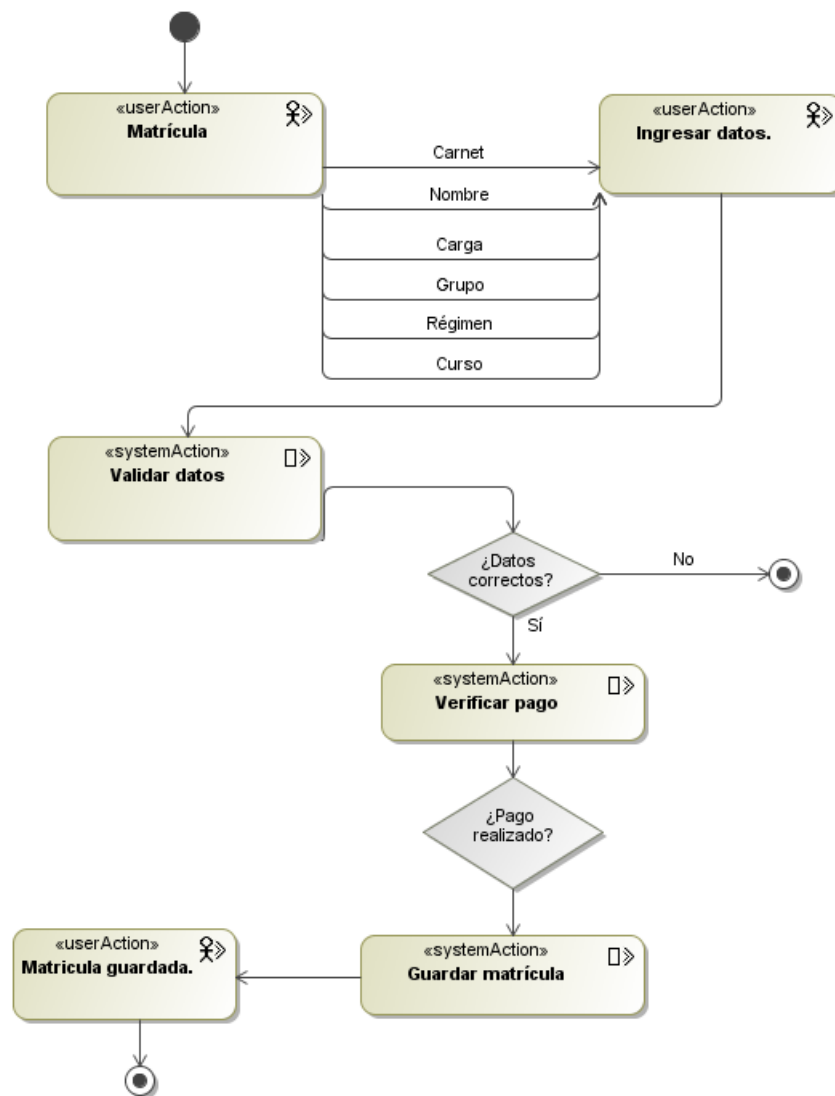 «userAction»
Matrícula
«userAction»
Ingresar datos.
Carnet
Nombre
Carga
Grupo
Régimen
Curso
«systemAction»
Validar datos
¿Datos
correctos?
No
Sí
«systemAction»
Verificar pago
¿Pago
realizado?
«userAction»
Matricula guardada.
«systemAction»
Guardar matrícula